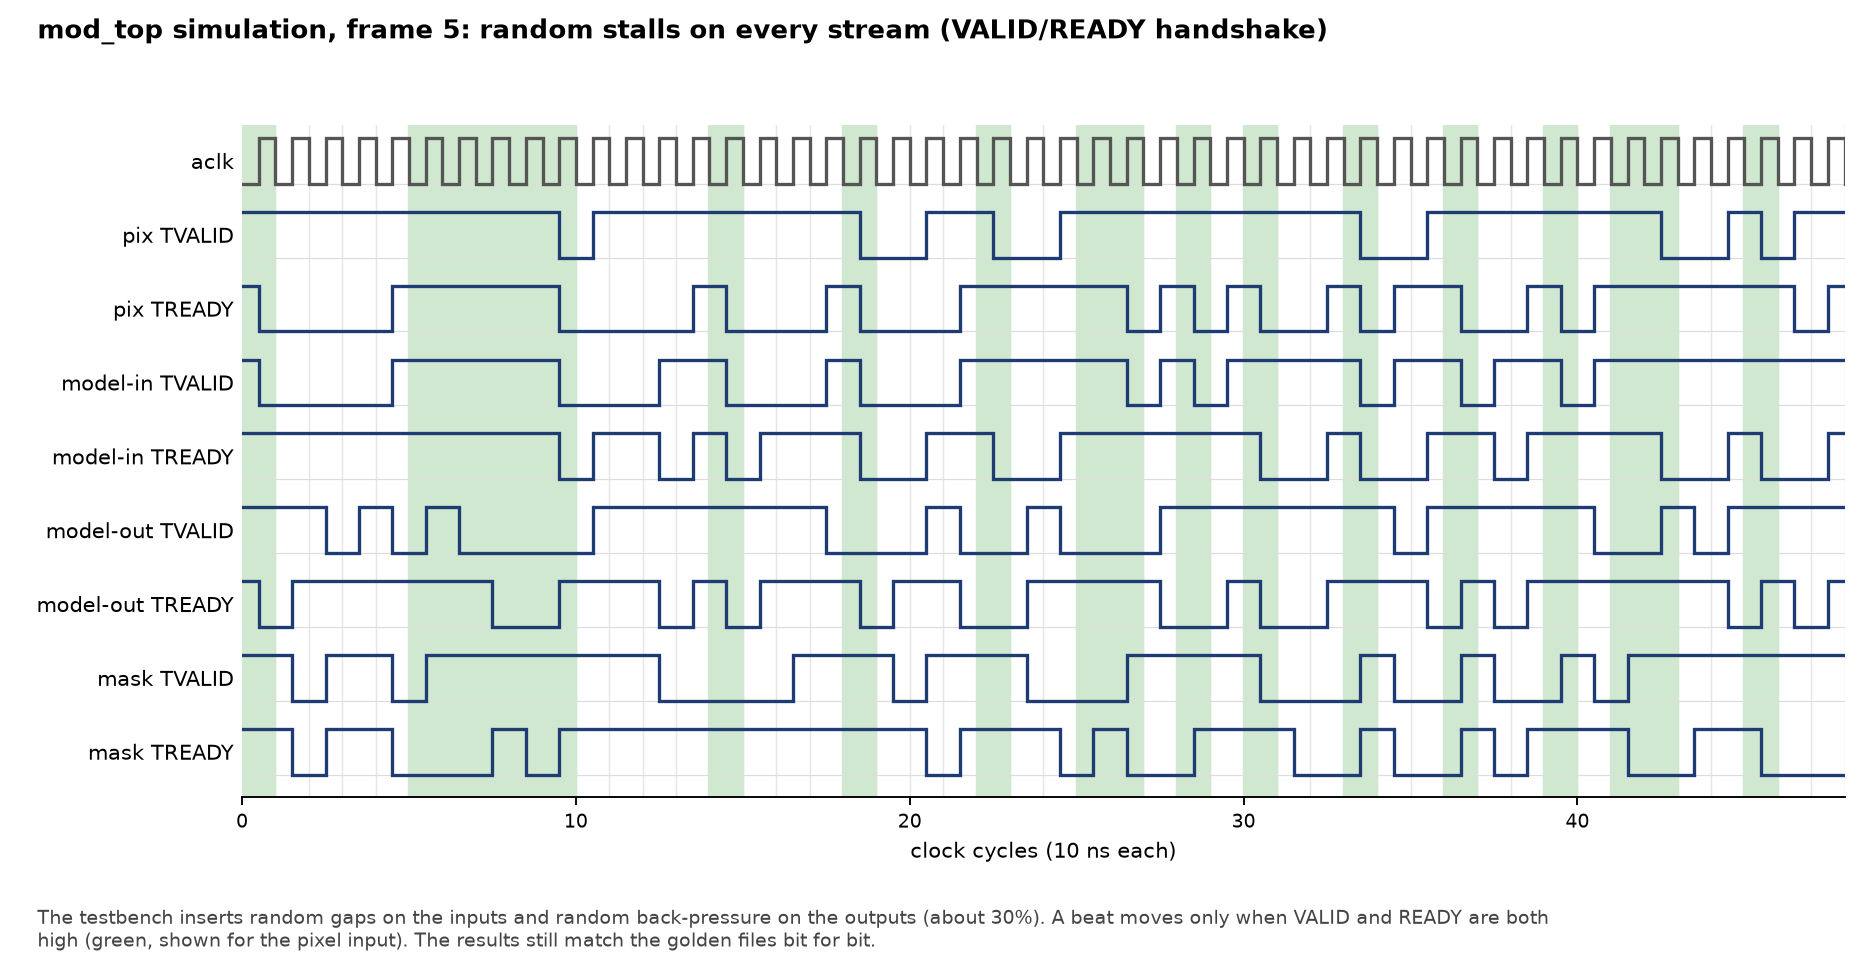 mod_top simulation, frame 5: random stalls on every stream (VALID/READY handshake)
aclk
pix TVALID
pix TREADY
model-in TVALID
model-in TREADY
model-out TVALID
model-out TREADY
mask TVALID
mask TREADY
0 10 20 30 40
clock cycles (10 ns each)
The testbench inserts random gaps on the inputs and random back-pressure on the outputs (about 30%). A beat moves only when VALID and READY are both
high (green, shown for the pixel input). The results still match the golden files bit for bit.